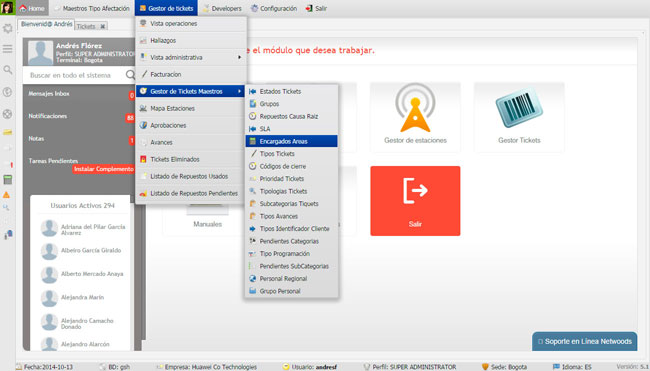 Home
Maestros Tipo Afectación
Gestor de tickets
Developers
Configuración
Salir
Bienvenid@ Andrés
Tickets
Andrés Flórez
Perfil: SUPER ADMINISTRATOR
Terminal: Bogota
Buscar en todo el sistema
Mensajes Inbox
0
Notificaciones
88
Notas
1
Tareas Pendientes
Instalar Complemento
Usuarios Activos 294
Adriana del Pilar García Alvarez
Albeiro García Giraldo
Alberto Mercado Anaya
Alejandra Marín
Alejandro Camacho Donado
Alejandro Alarcón
Vista operaciones
Hallazgos
Vista administrativa
Facturacion
Gestor de Tickets Maestros
Mapa Estaciones
Aprobaciones
Avances
Tickets Eliminados
Listado de Repuestos Usados
Listado de Repuestos Pendientes
Estados Tickets
Grupos
Repuestos Causa Raiz
SLA
Encargados Areas
Tipos Tickets
Códigos de cierre
Prioridad Tickets
Tipologías Tickets
Subcategorias Tiquets
Tipos Avances
Tipos Identificador Cliente
Pendientes Categorias
Tipo Programación
Pendientes SubCategorias
Personal Regional
Grupo Personal
e el módulo que desea trabajar.
Gestor de estaciones
Gestor Tickets
Manuales
Salir
Soporte en Línea Netwoods
Fecha:2014-10-13
BD: gsh
Empresa: Huawei Co Technologies
Usuario: andresf
Perfil: SUPER ADMINISTRATOR
Sede: Bogota
Idioma: ES
Versión: 5.1